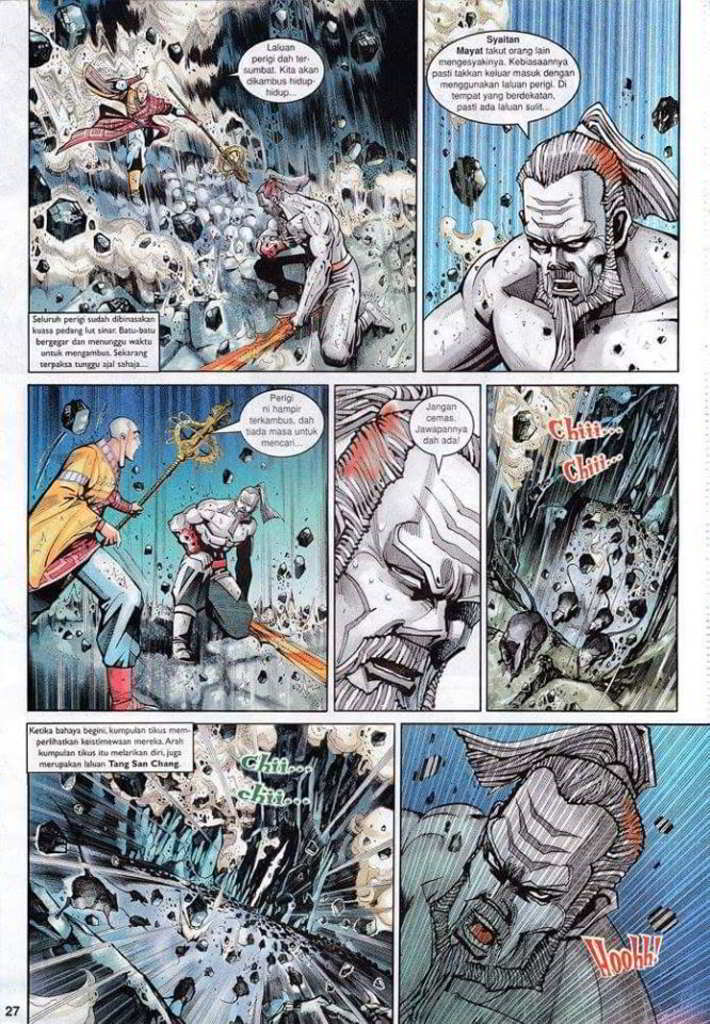 Laluan
perigi dah ter-
sumbat. Kita akan
dikambus hidup-
hidup...
Syaitan
Mayat takut orang lain
mengesyakinya. Kebiasaannya
pasti takkan keluar masuk dengan
menggunakan laluan perigi. Di
tempat yang berdekatan,
pasti ada laluan sulit...
Seluruh perigi sudah dibinasakan
kuasa pedang lut sinar. Batu-batu
bergegar dan menunggu waktu
untuk mengambus. Sekarang
terpaksa tunggu ajal sahaja....
Perigi
ni hampir
terkambus, dah
tiada masa untuk
mencari...
Jangan
cemas.
Jawapannya
dah ada!
Chiii...
Chiii...
Ketika bahaya begini, kumpulan tikus mem-
perlihatkan keistimewaan mereka. Arah
kumpulan tikus itu melarikan diri, juga
merupakan laluan Tang San Chang.
Chii...
chii...
Hoohh!
27